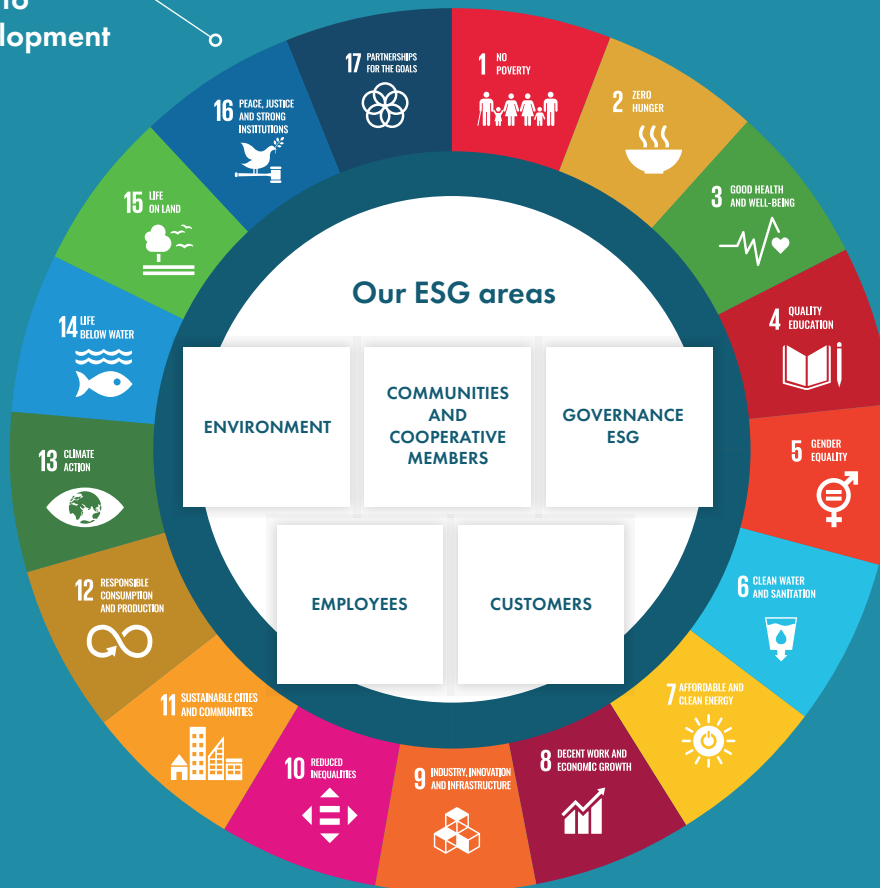 17 PARTNERSHIPS
FOR THE GOALS
1 NO
POVERTY
2 ZERO
HUNGER
3 GOOD HEALTH
AND WELL-BEING
4 QUALITY
EDUCATION
5 GENDER
EQUALITY
6 CLEAN WATER
AND SANITATION
7 AFFORDABLE AND
CLEAN ENERGY
8 DECENT WORK AND
ECONOMIC GROWTH
9 INDUSTRY, INNOVATION
AND INFRASTRUCTURE
10 REDUCED
INEQUALITIES
11 SUSTAINABLE CITIES
AND COMMUNITIES
12 RESPONSIBLE
CONSUMPTION
AND PRODUCTION
13 CLIMATE
ACTION
14 LIFE
BELOW WATER
15 LIFE
ON LAND
16 PEACE, JUSTICE
AND STRONG
INSTITUTIONS
Our ESG areas
ENVIRONMENT
COMMUNITIES
AND
COOPERATIVE
MEMBERS
GOVERNANCE
ESG
EMPLOYEES
CUSTOMERS